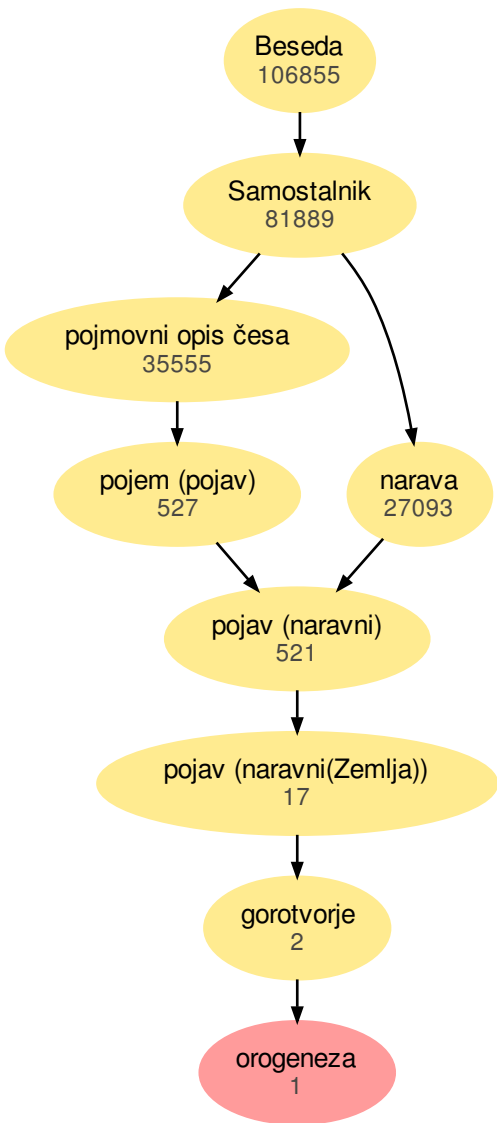 Beseda
106855
Samostalnik
81889
pojmovni opis česa
35555
pojem (pojav)
527
narava
27093
pojav (naravni)
521
pojav (naravni(Zemlja))
17
gorotvorje
2
orogeneza
1